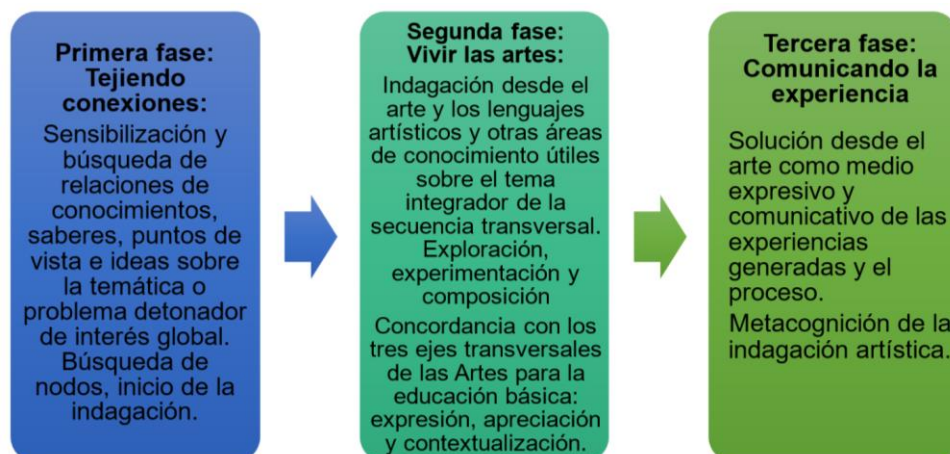 Primera fase:
Tejiendo
conexiones:
Sensibilización y
búsqueda de
relaciones de
conocimientos,
saberes, puntos de
vista e ideas sobre
la temática o
problema detonador
de interés global.
Búsqueda de
nodos, inicio de la
indagación.
Segunda fase:
Vivir las artes:
Indagación desde el
arte y los lenguajes
artísticos y otras áreas
de conocimiento útiles
sobre el tema
integrador de la
secuencia transversal.
Exploración,
experimentación y
composición
Concordancia con los
tres ejes transversales
de las Artes para la
educación básica:
expresión, apreciación
y contextualización.
Tercera fase:
Comunicando la
experiencia
Solución desde el
arte como medio
expresivo y
comunicativo de las
experiencias
generadas y el
proceso.
Metacognición de la
indagación artística.